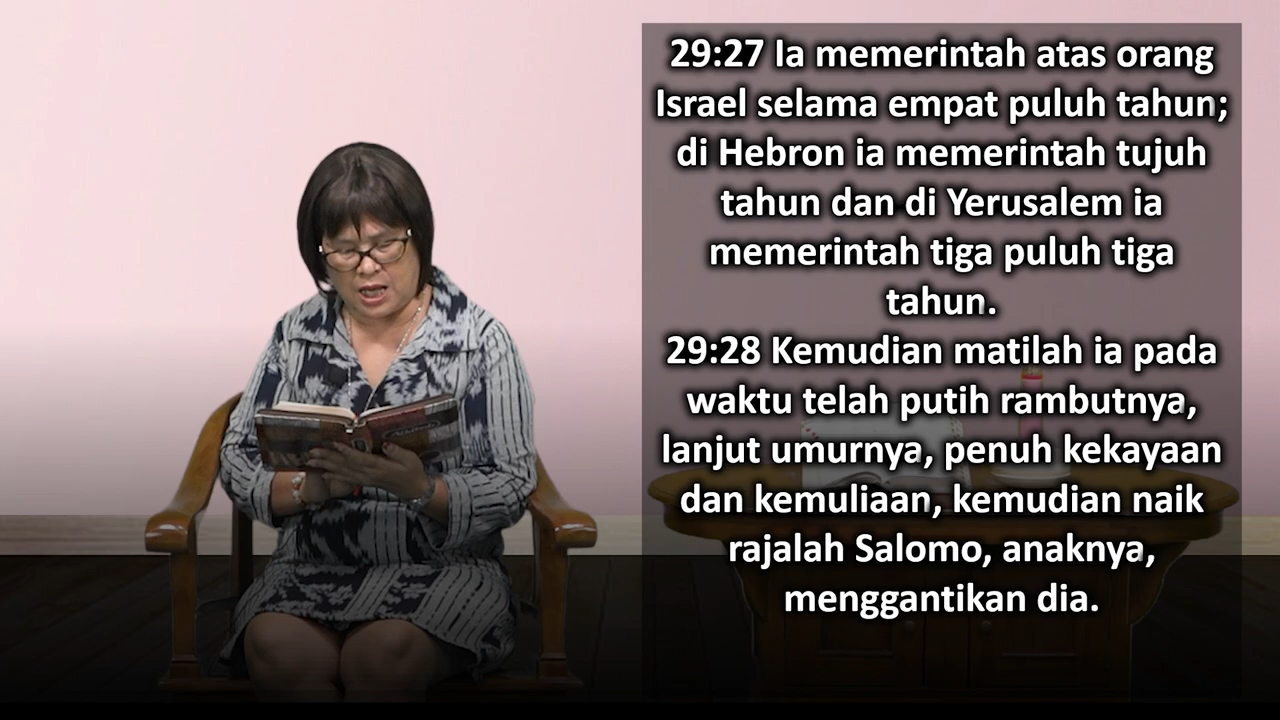 29:27 Ia memerintah atas orang
Israel selama empat puluh tahun;
di Hebron ia memerintah tujuh
tahun dan di Yerusalem ia
memerintah tiga puluh tiga
tahun.
29:28 Kemudian matilah ia pada
waktu telah putih rambutnya,
lanjut umurnya, penuh kekayaan
dan kemuliaan, kemudian naik
rajalah Salomo, anaknya,
menggantikan dia.
Alkitab